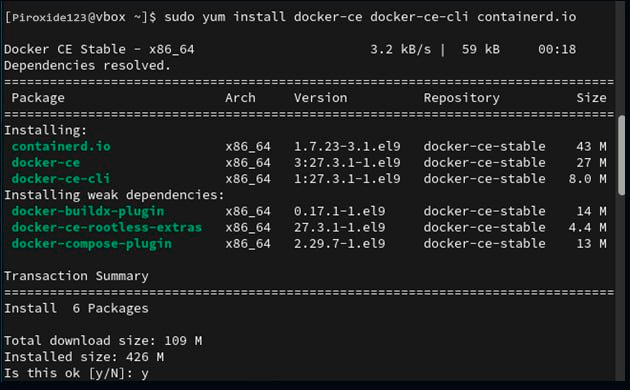 [Piroxide123@vbox ~]$ sudo yum install docker-ce docker-ce-cli containerd.io
Docker CE Stable - x86_64 3.2 kB/s | 59 kB 00:18
Dependencies resolved.
================================================================================
Package Arch Version Repository Size
================================================================================
Installing:
containerd.io x86_64 1.7.23-3.1.el9 docker-ce-stable 43 M
docker-ce x86_64 3:27.3.1-1.el9 docker-ce-stable 27 M
docker-ce-cli x86_64 1:27.3.1-1.el9 docker-ce-stable 8.0 M
Installing weak dependencies:
docker-buildx-plugin x86_64 0.17.1-1.el9 docker-ce-stable 14 M
docker-ce-rootless-extras x86_64 27.3.1-1.el9 docker-ce-stable 4.4 M
docker-compose-plugin x86_64 2.29.7-1.el9 docker-ce-stable 13 M
Transaction Summary
================================================================================
Install 6 Packages
Total download size: 109 M
Installed size: 426 M
Is this ok [y/N]: y